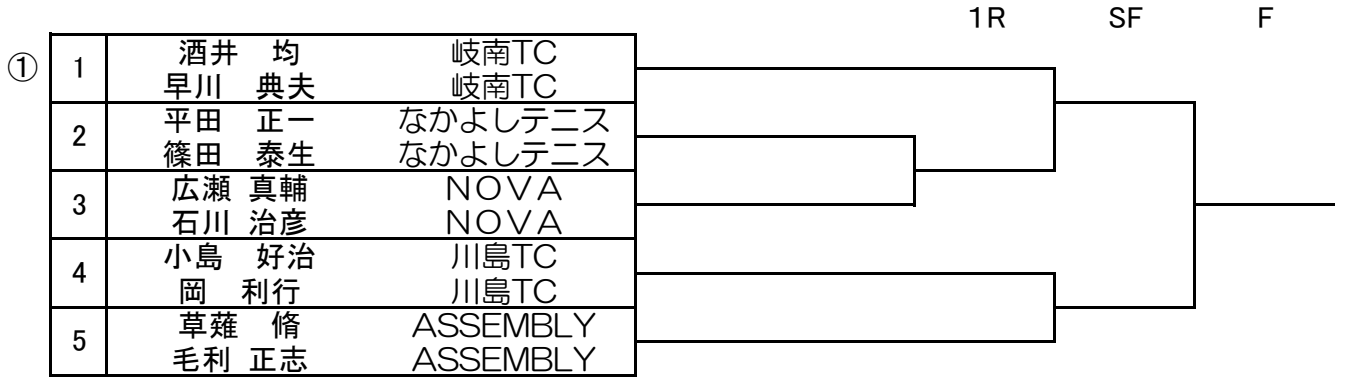 1R SF F
① 1 酒井 均 岐南TC
早川 典夫 岐南TC
2 平田 正一 なかよしテニス
篠田 泰生 なかよしテニス
3 広瀬 真輔 NOVA
石川 治彦 NOVA
4 小島 好治 川島TC
岡 利行 川島TC
5 草薙 脩 ASSEMBLY
毛利 正志 ASSEMBLY